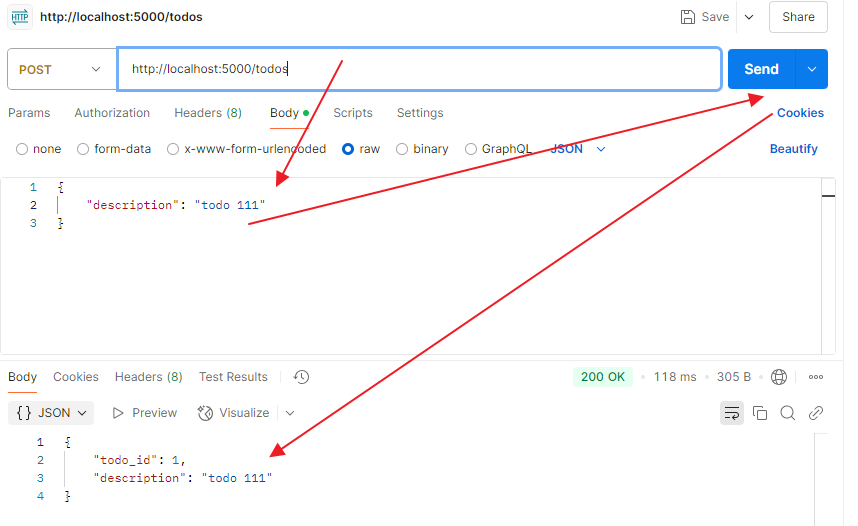 HTTP http://localhost:5000/todos Save Share
POST http://localhost:5000/todos Send
Params Authorization Headers (8) Body Scripts Settings Cookies
none form-data x-www-form-urlencoded raw binary GraphQL JSON Beautify
1 {
2 "description": "todo 111"
3 }
Body Cookies Headers (8) Test Results 200 OK • 118 ms • 305 B •
{} JSON Preview Visualize
1 {
2 "todo_id": 1,
3 "description": "todo 111"
4 }